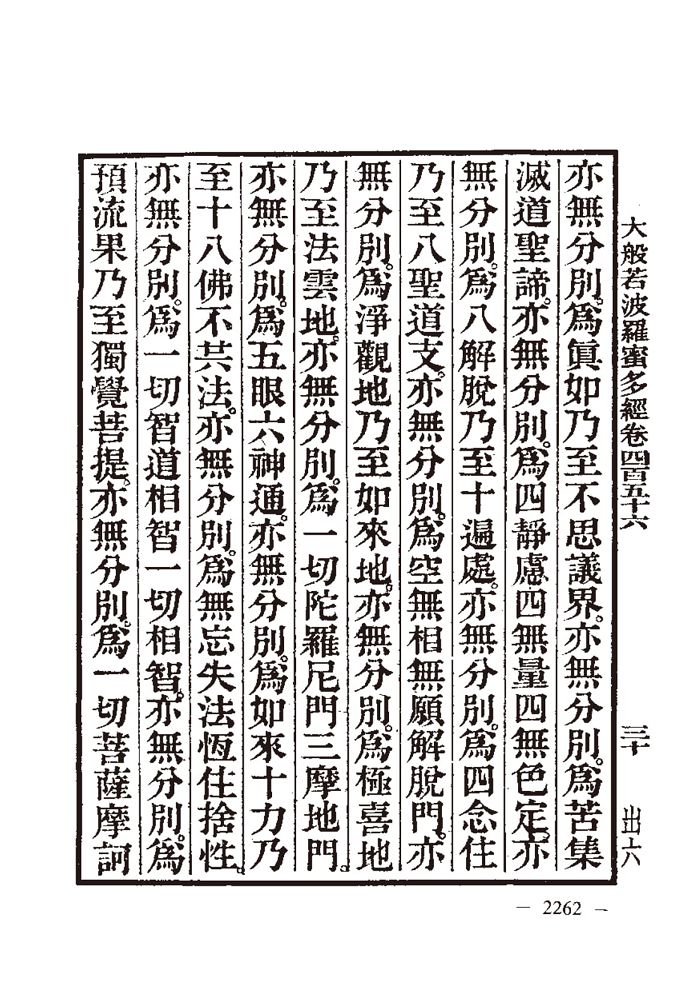 大般若波羅蜜多經卷四百五十六 三十 出六
亦無分別。爲眞如乃至不思議界。亦無分別。爲苦集
滅道聖諦。亦無分別。爲四靜慮四無量四無色定。亦
無分別。爲八解脫乃至十遍處。亦無分別。爲四念住
乃至八聖道支。亦無分別。爲空無相無願解脫門。亦
無分別。爲淨觀地乃至如來地。亦無分別。爲極喜地
乃至法雲地。亦無分別。爲一切陀羅尼門三摩地門。
亦無分別。爲五眼六神通。亦無分別。爲如來十力乃
至十八佛不共法。亦無分別。爲無忘失法恆住捨性。
亦無分別。爲一切智道相智一切相智。亦無分別。爲
預流果乃至獨覺菩提。亦無分別。爲一切菩薩摩訶
— 2262 —